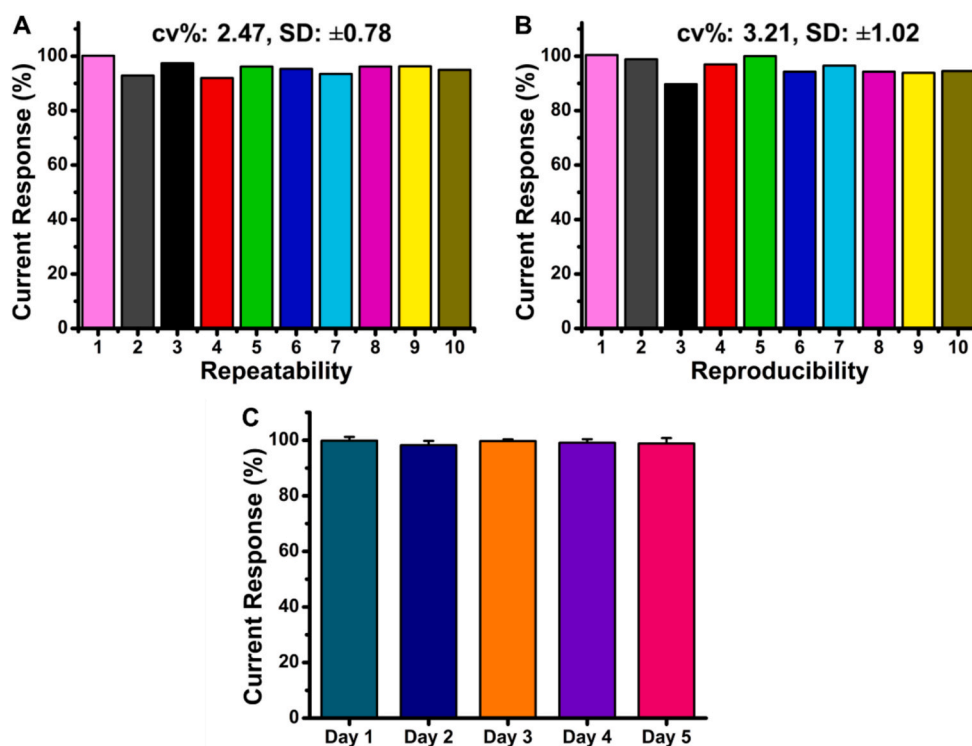 A
cv%: 2.47, SD: ±0.78
Current Response (%)
100
80
60
40
20
0
1 2 3 4 5 6 7 8 9 10
Repeatability
B
cv%: 3.21, SD: ±1.02
Current Response (%)
100
80
60
40
20
0
1 2 3 4 5 6 7 8 9 10
Reproducibility
C
Current Response (%)
100
80
60
40
20
0
Day 1 Day 2 Day 3 Day 4 Day 5